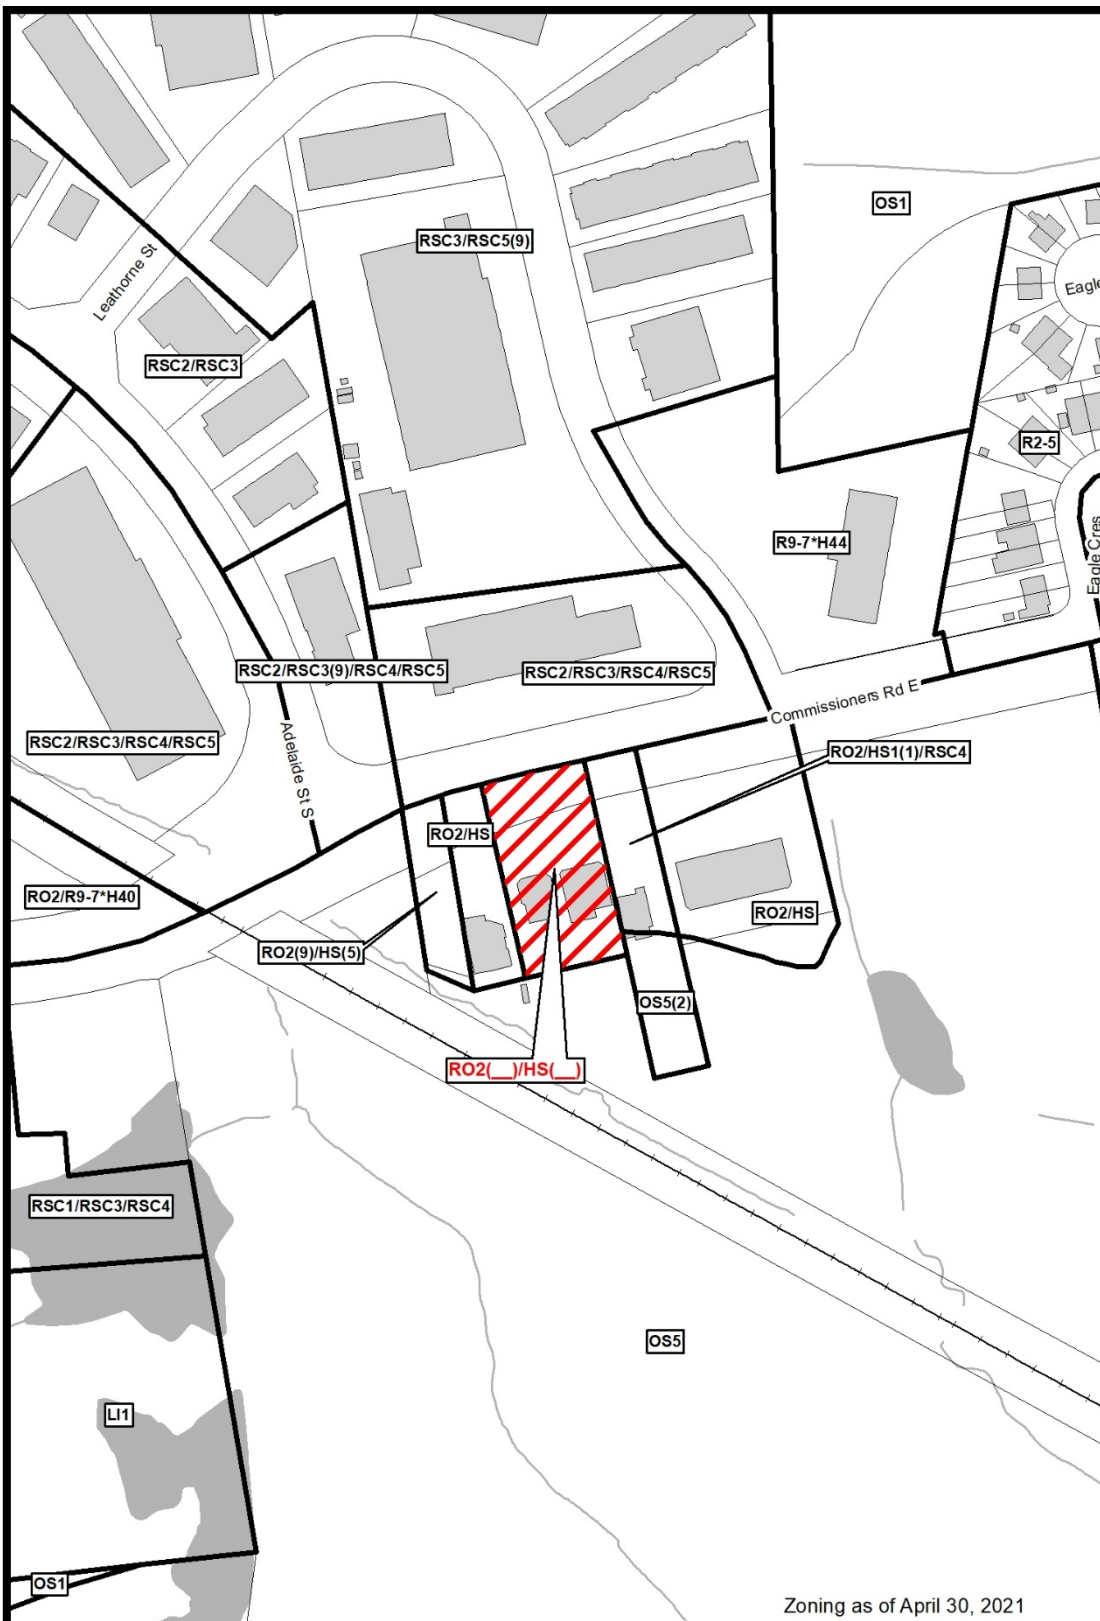 OS1
RSC3/RSC5(9)
Leathorne St
Eagle
RSC2/RSC3
R2-5
R9-7*H44
Eagle Cres
RSC2/RSC3(9)/RSC4/RSC5
RSC2/RSC3/RSC4/RSC5
Commissioners Rd E
RSC2/RSC3/RSC4/RSC5
Adelaide St S
RO2/HS1(1)/RSC4
RO2/HS
RO2/R9-7*H40
RO2/HS
RO2(9)/HS(5)
OS5(2)
RO2(__)/HS(__)
RSC1/RSC3/RSC4
OS5
LI1
OS1
Zoning as of April 30, 2021